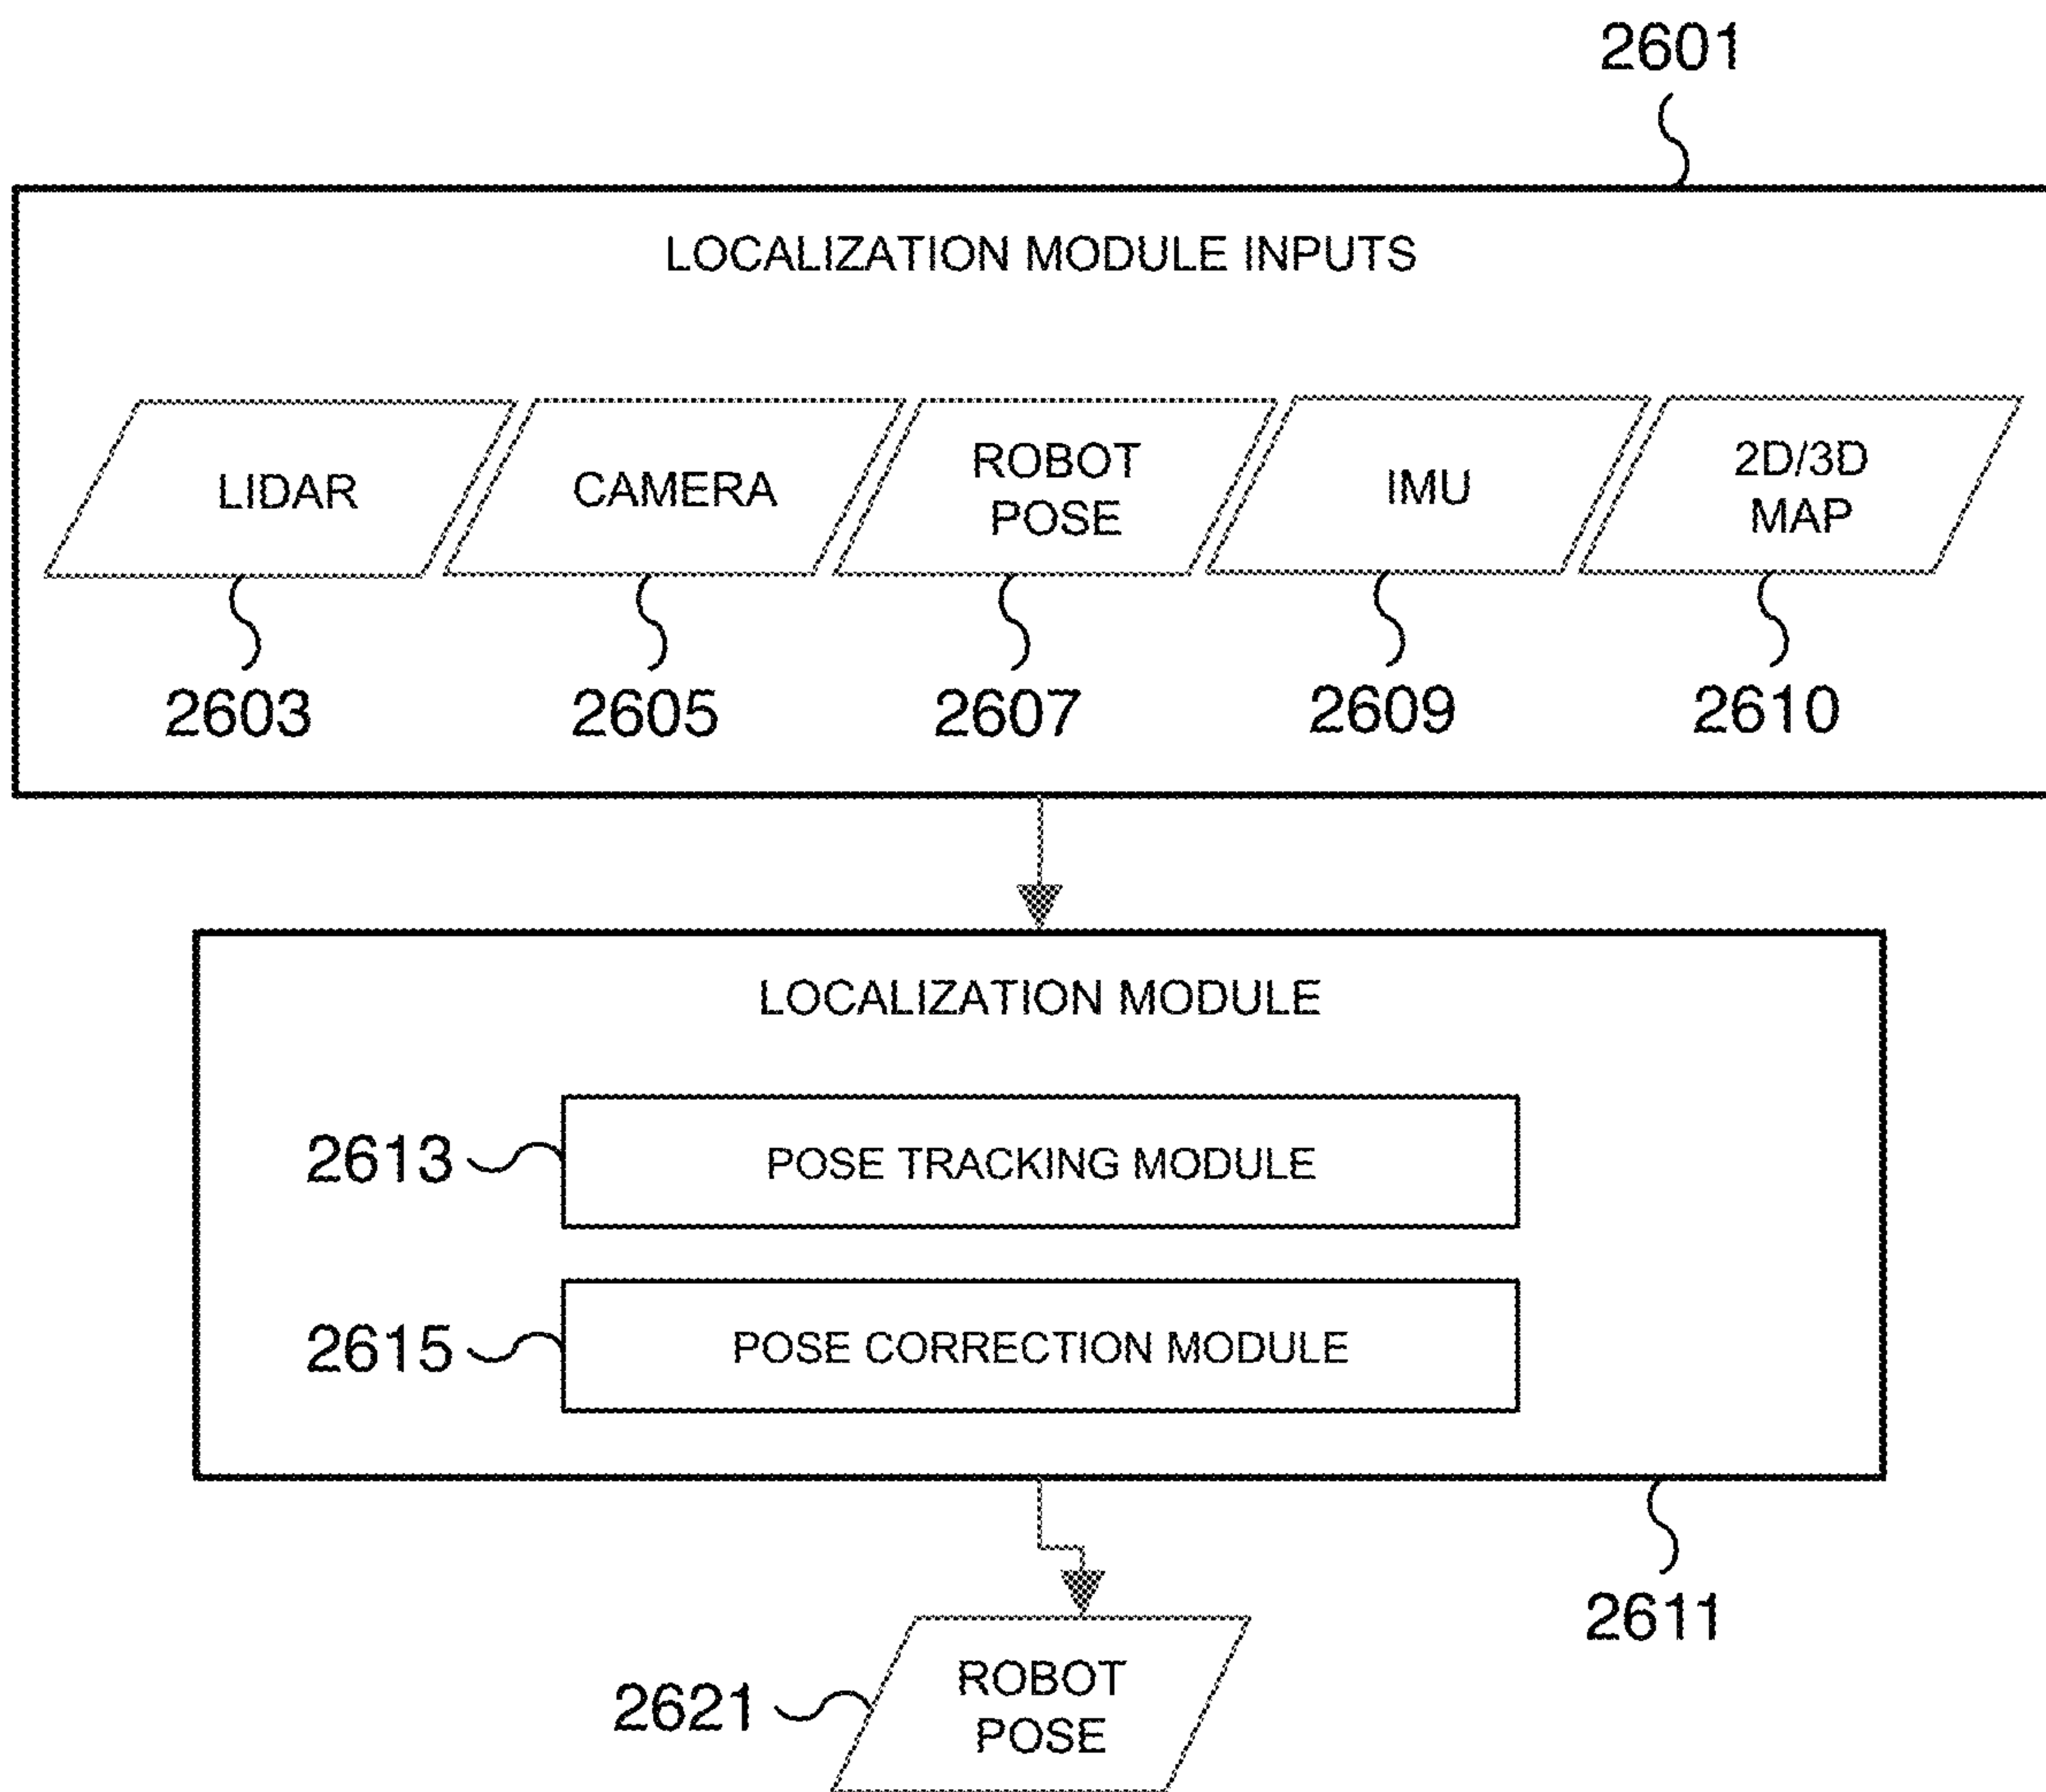 2601
LOCALIZATION MODULE INPUTS
LIDAR
CAMERA
ROBOT
POSE
IMU
2D/3D
MAP
2603
2605
2607
2609
2610
LOCALIZATION MODULE
2613
POSE TRACKING MODULE
2615
POSE CORRECTION MODULE
2611
2621
ROBOT
POSE